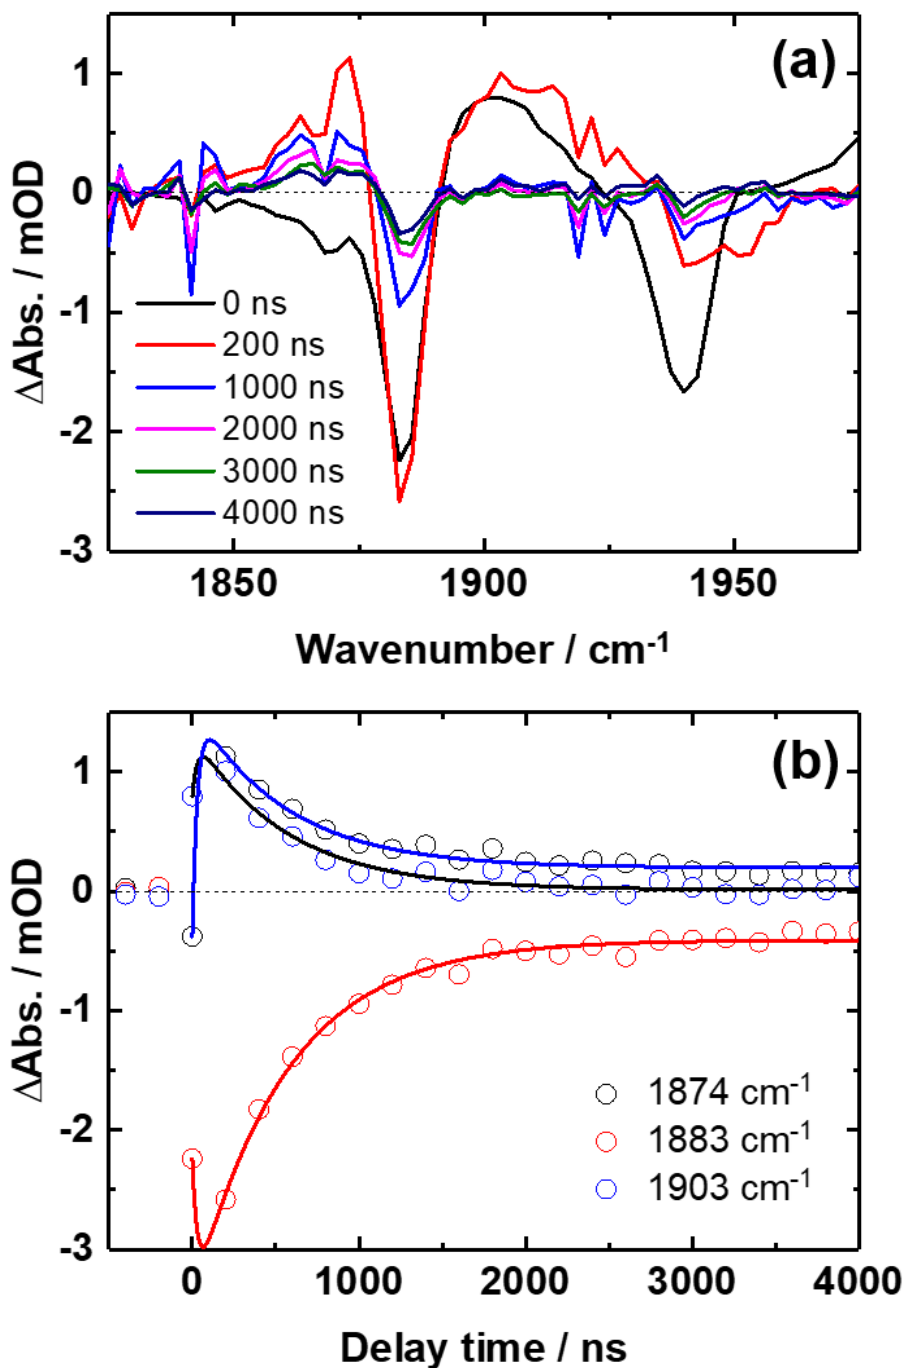 (a)
1
0
-1
-2
-3
ΔAbs. / mOD
0 ns
200 ns
1000 ns
2000 ns
3000 ns
4000 ns
1850 1900 1950
Wavenumber / cm⁻¹
(b)
1
0
-1
-2
-3
ΔAbs. / mOD
1874 cm⁻¹
1883 cm⁻¹
1903 cm⁻¹
0 1000 2000 3000 4000
Delay time / ns